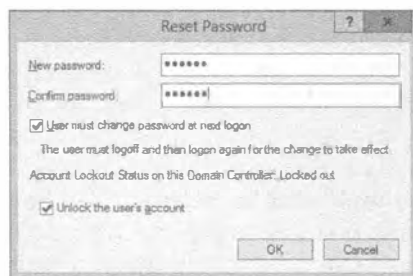 Reset Password
?
New password: ●●●●●●
Confirm password: ●●●●●●
User must change password at next logon
The user must logoff and then logon again for the change to take effect
Account Lockout Status on this Domain Controller: Locked out
Unlock the user's account
OK Cancel